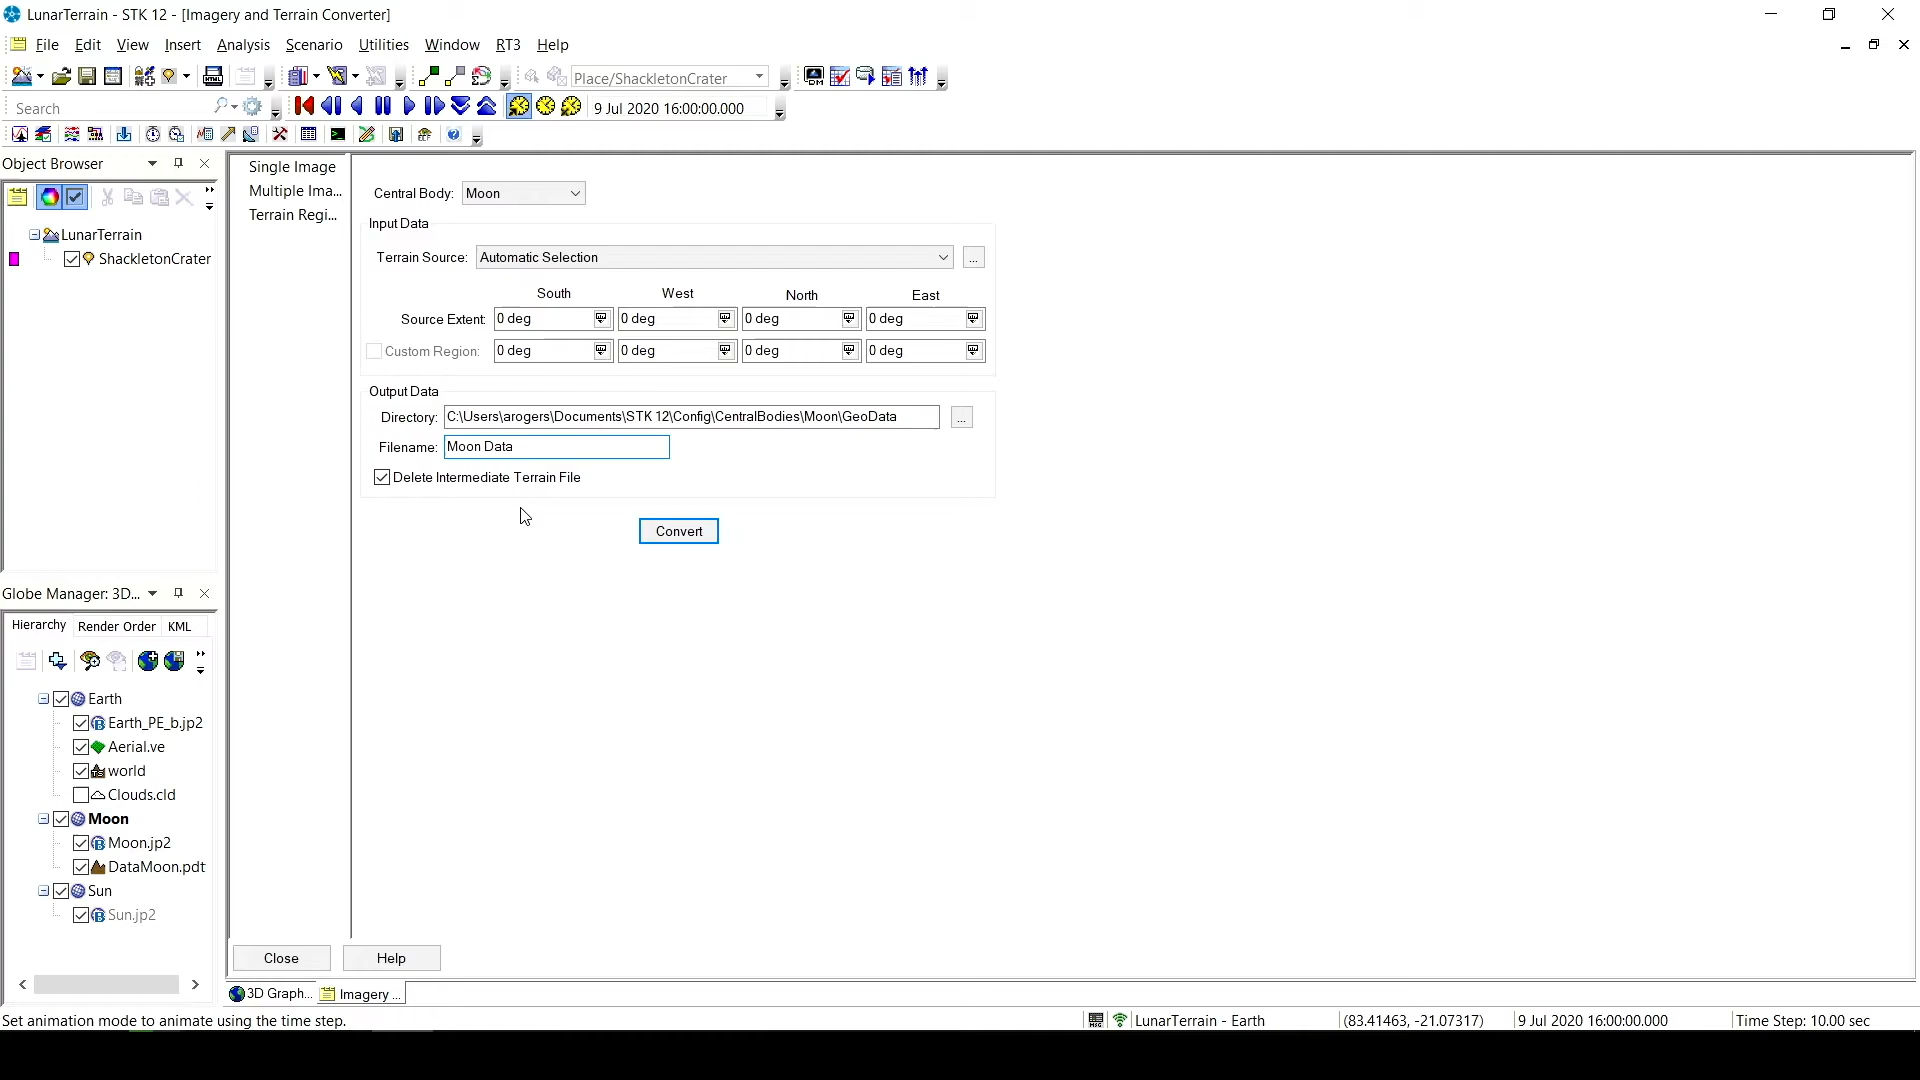 LunarTerrain - STK 12 - [Imagery and Terrain Converter]
File Edit View Insert Analysis Scenario Utilities Window RT3 Help
Place/ShackletonCrater
Search
9 Jul 2020 16:00:00.000
Object Browser
LunarTerrain
ShackletonCrater
Globe Manager: 3D...
Hierarchy Render Order KML
Earth
Earth_PE_b.jp2
Aerial.ve
world
Clouds.cld
Moon
Moon.jp2
DataMoon.pdt
Sun
Sun.jp2
Single Image
Multiple Ima...
Terrain Regi...
Central Body: Moon
Input Data
Terrain Source: Automatic Selection ...
South West North East
Source Extent: 0 deg 0 deg 0 deg 0 deg
Custom Region: 0 deg 0 deg 0 deg 0 deg
Output Data
Directory: C:\Users\arogers\Documents\STK 12\Config\CentralBodies\Moon\GeoData ...
Filename: Moon Data
Delete Intermediate Terrain File
Convert
Close Help
3D Graph... Imagery ...
Set animation mode to animate using the time step. LunarTerrain - Earth (83.41463, -21.07317) 9 Jul 2020 16:00:00.000 Time Step: 10.00 sec